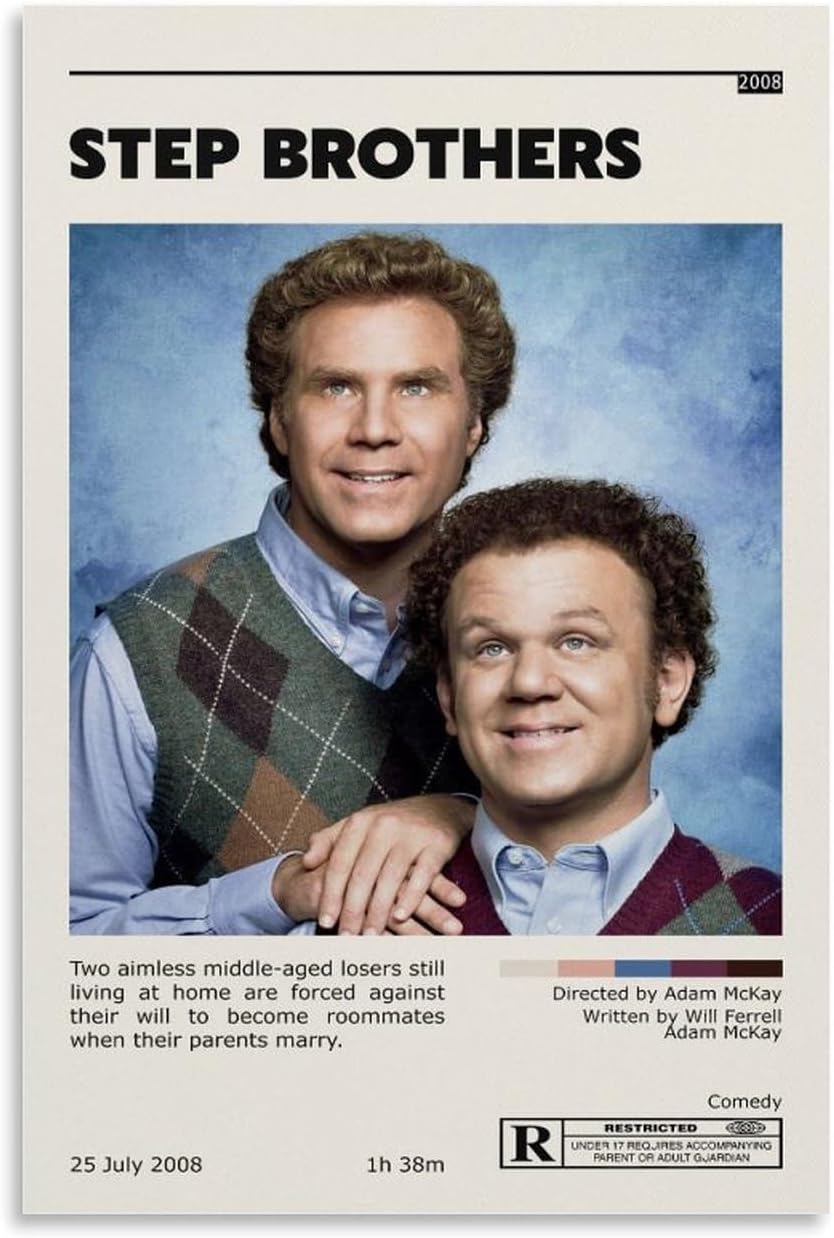 2008
STEP BROTHERS
Two aimless middle-aged losers still
living at home are forced against
their will to become roommates
when their parents marry.
Directed by Adam McKay
Written by Will Ferrell
Adam McKay
Comedy
R
RESTRICTED
UNDER 17 REQUIRES ACCOMPANYING
PARENT OR ADULT GUARDIAN
25 July 2008
1h 38m